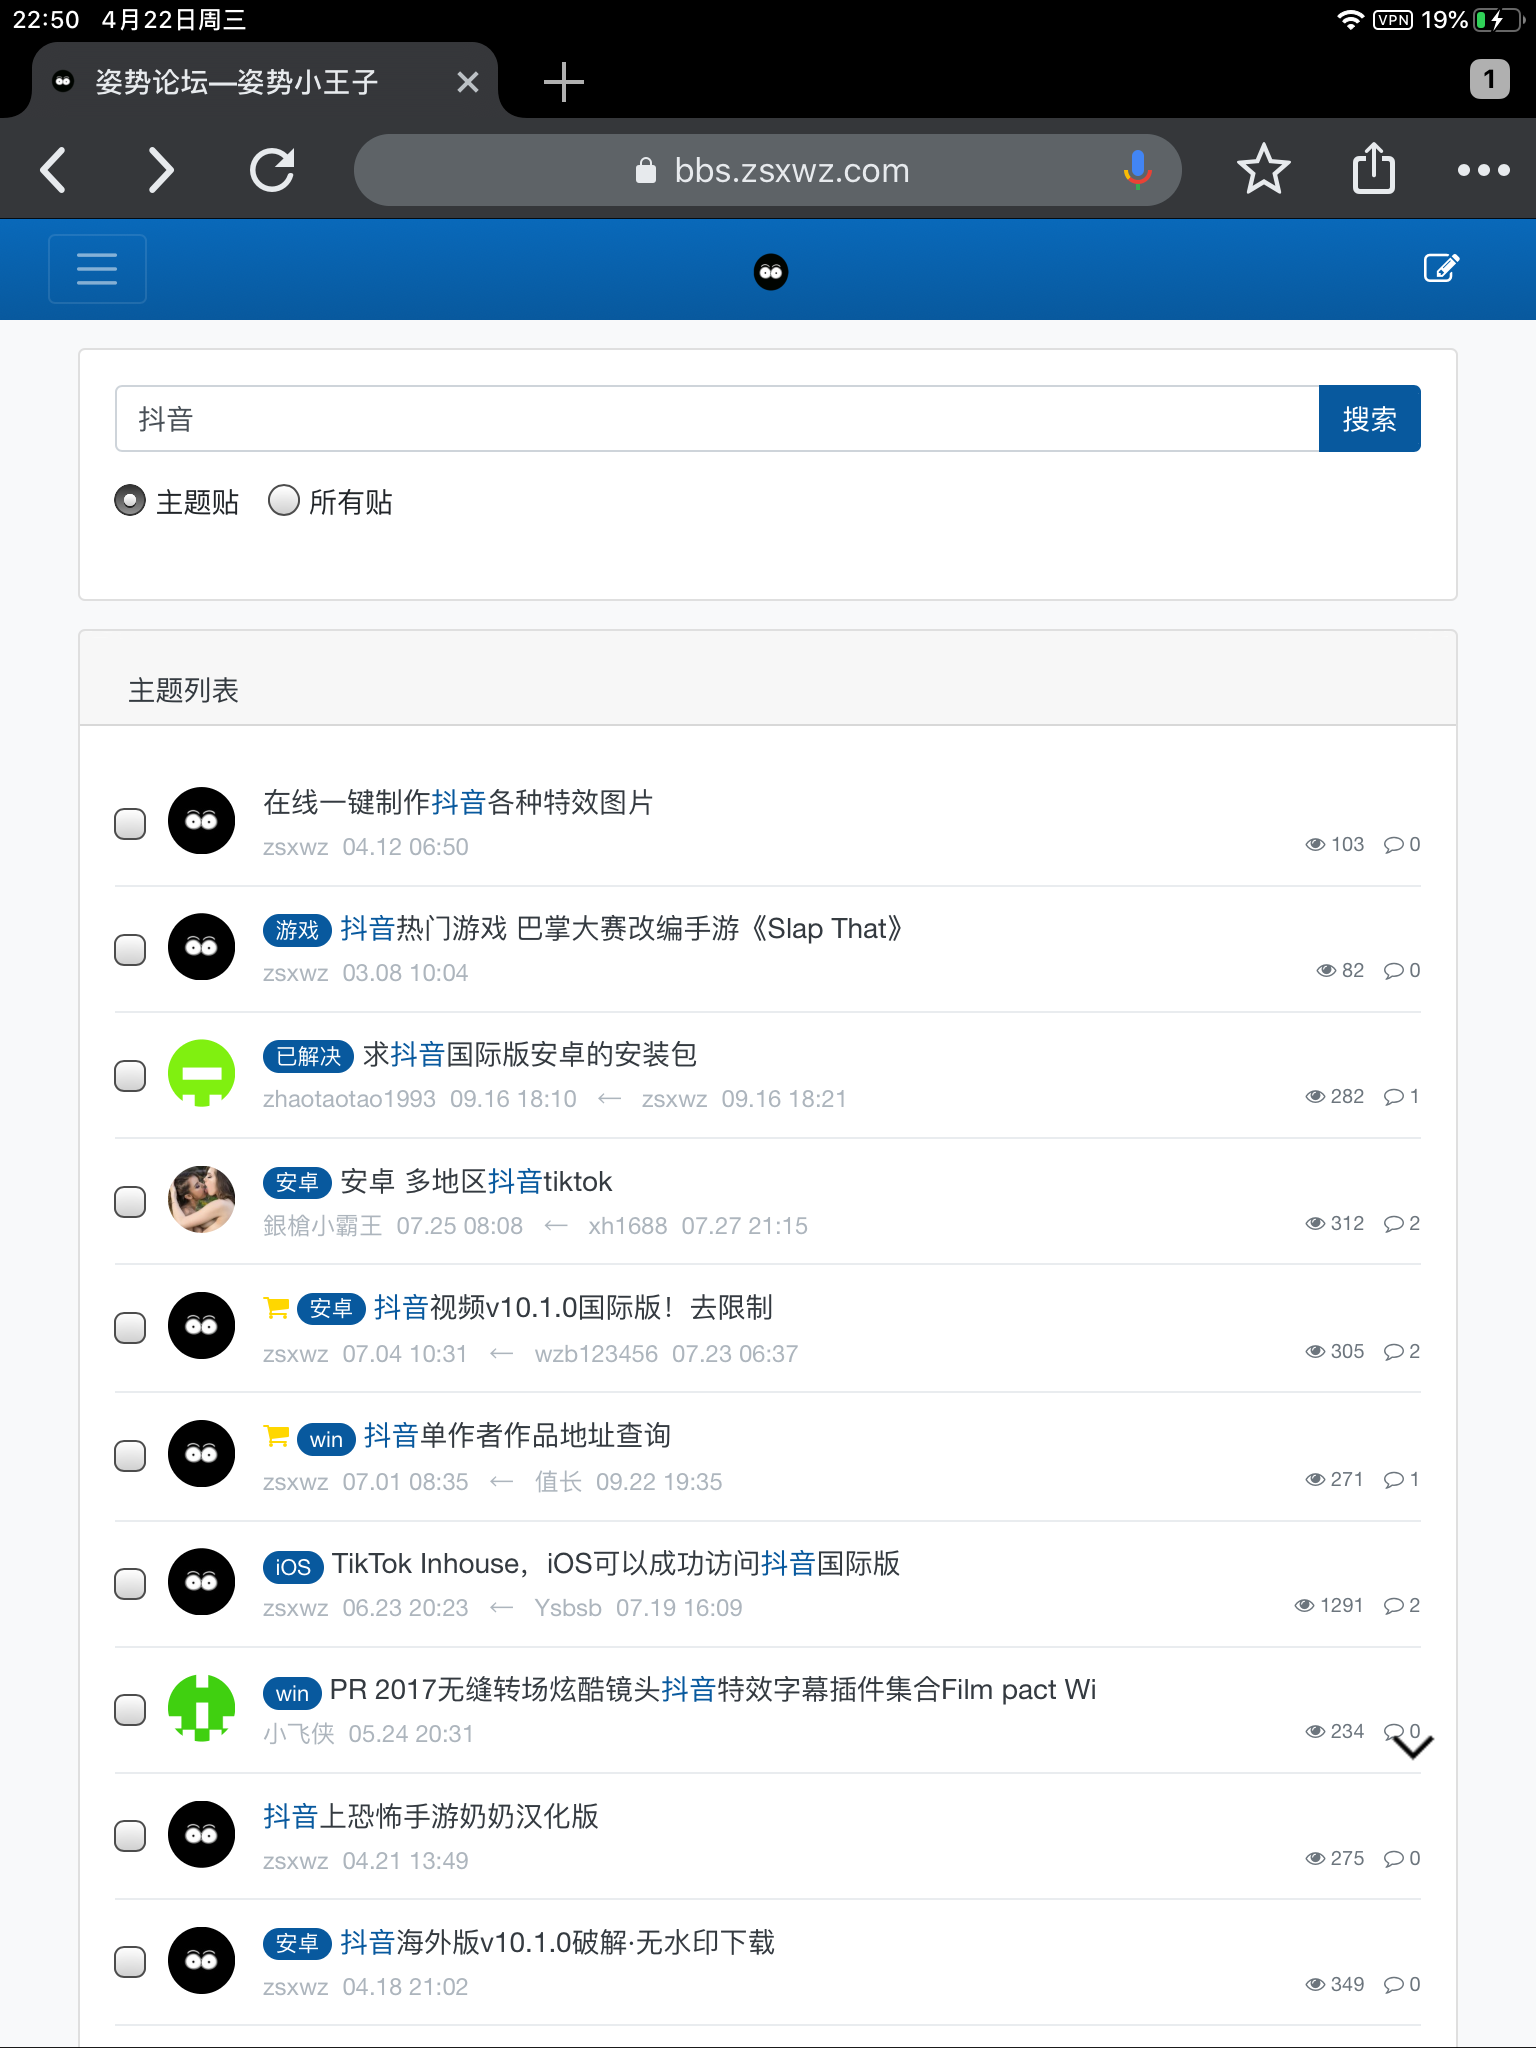 22:50 4月22日周三 VPN 19%
姿势论坛—姿势小王子 1
bbs.zsxwz.com
抖音 搜索
主题贴 所有贴
主题列表
在线一键制作抖音各种特效图片
zsxwz 04.12 06:50 103 0
游戏 抖音热门游戏 巴掌大赛改编手游《Slap That》
zsxwz 03.08 10:04 82 0
已解决 求抖音国际版安卓的安装包
zhaotaotao1993 09.16 18:10 ← zsxwz 09.16 18:21 282 1
安卓 安卓 多地区抖音tiktok
銀槍小霸王 07.25 08:08 ← xh1688 07.27 21:15 312 2
安卓 抖音视频v10.1.0国际版！去限制
zsxwz 07.04 10:31 ← wzb123456 07.23 06:37 305 2
win 抖音单作者作品地址查询
zsxwz 07.01 08:35 ← 值长 09.22 19:35 271 1
iOS TikTok Inhouse，iOS可以成功访问抖音国际版
zsxwz 06.23 20:23 ← Ysbsb 07.19 16:09 1291 2
win PR 2017无缝转场炫酷镜头抖音特效字幕插件集合Film pact Wi
小飞侠 05.24 20:31 234 0
抖音上恐怖手游奶奶汉化版
zsxwz 04.21 13:49 275 0
安卓 抖音海外版v10.1.0破解·无水印下载
zsxwz 04.18 21:02 349 0